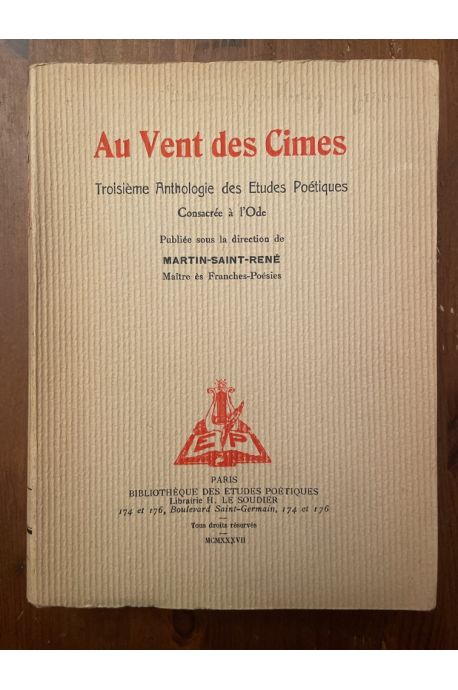 Au Vent des Cimes
Troisième Anthologie des Etudes Poétiques
Consacrée à l'Ode
Publiée sous la direction de
MARTIN-SAINT-RENÉ
Maître ès Franches-Poésies
E P
PARIS
BIBLIOTHÈQUE DES ETUDES POÉTIQUES
Librairie H. LE SOUDIER
174 et 176, Boulevard Saint-Germain, 174 et 176
Tous droits réservés
MCMXXXVII